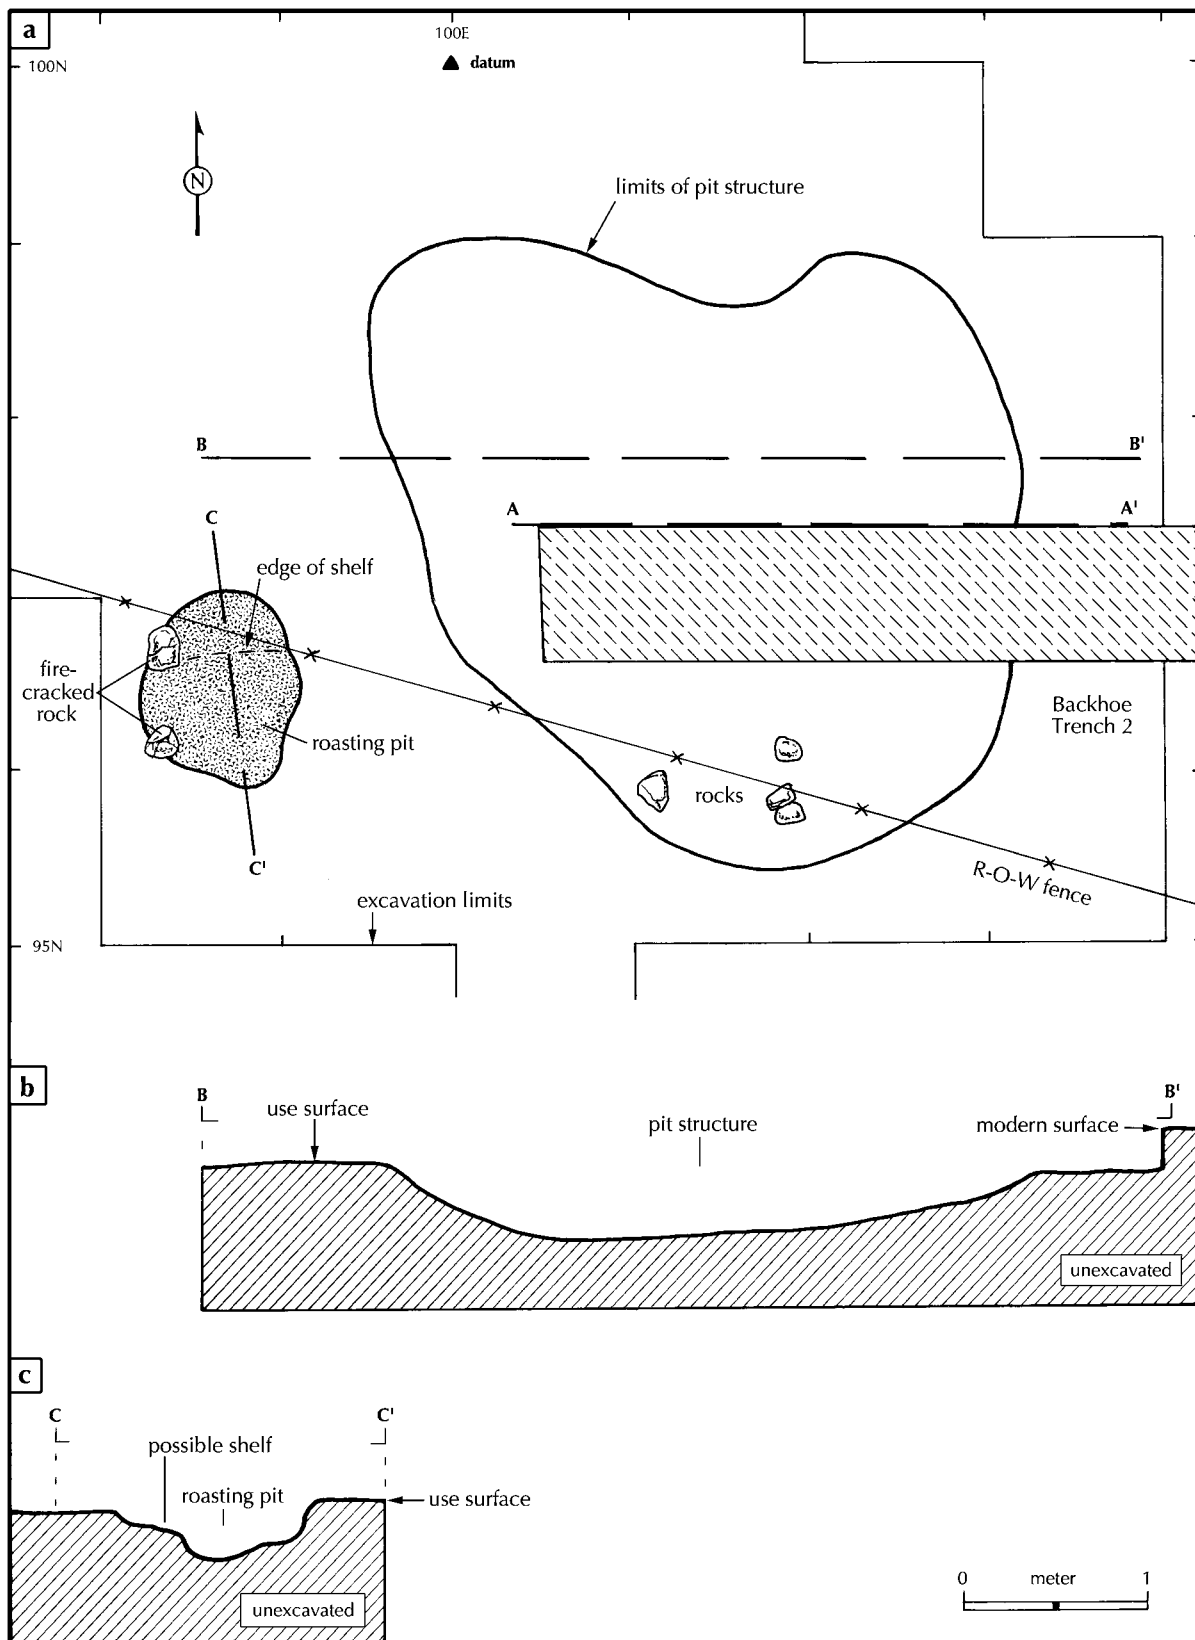 a
100E
100N
datum
N
limits of pit structure
B
B'
A
A'
C
edge of shelf
fire-
cracked
rock
roasting pit
Backhoe
Trench 2
rocks
C'
R-O-W fence
excavation limits
95N
b
B
use surface
pit structure
modern surface
B'
unexcavated
c
C
C'
possible shelf
roasting pit
use surface
unexcavated
0 meter 1